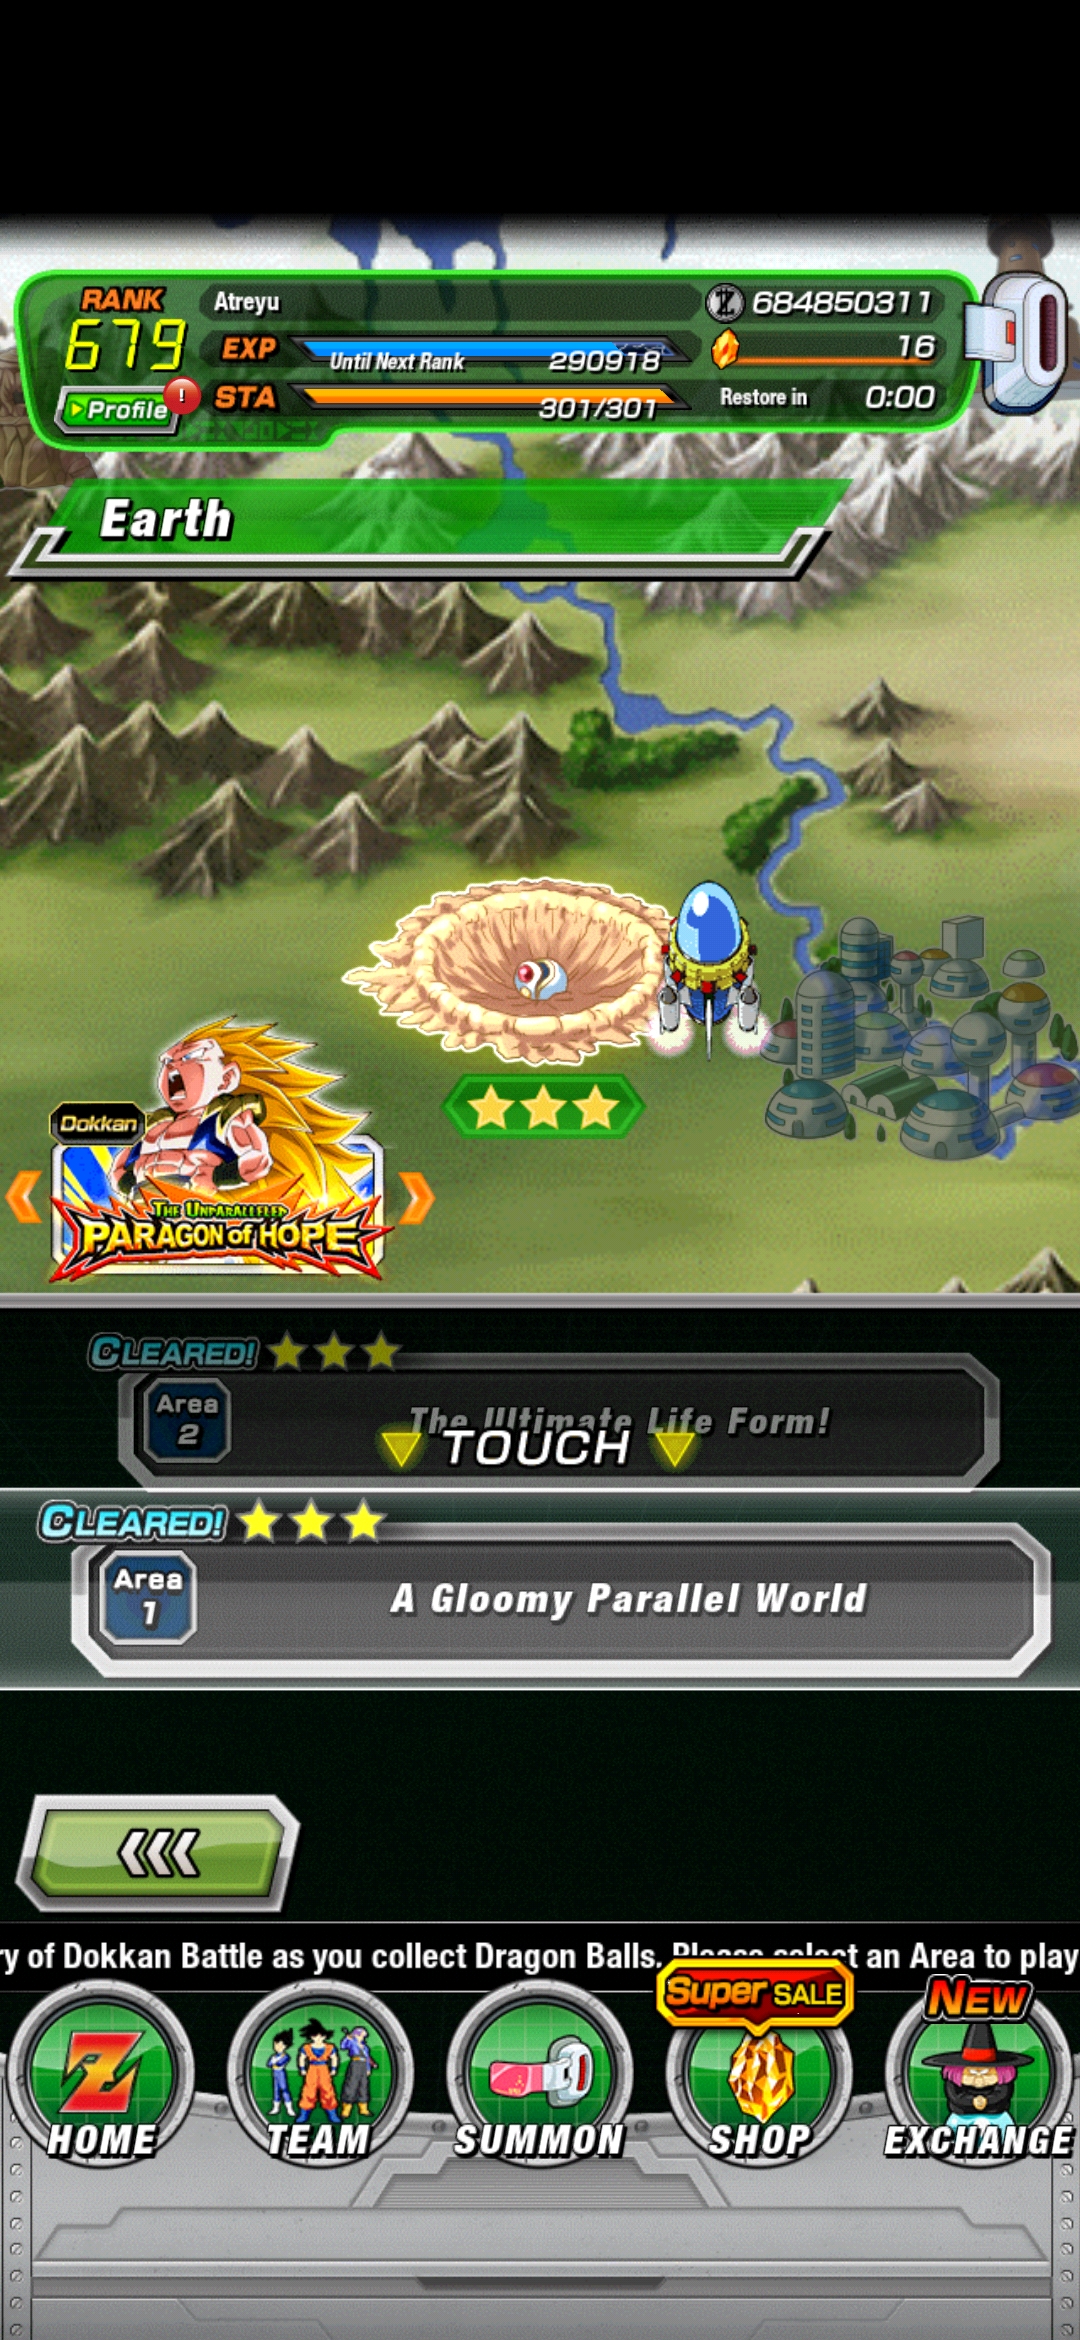 RANK
679
Atreyu
684850311
EXP
Until Next Rank
290918
16
Profile
!
STA
301/301
Restore in
0:00
Earth
Dokkan
THE UNPARALLELED
PARAGON of HOPE
CLEARED!
Area
2
The Ultimate Life Form!
TOUCH
CLEARED!
Area
1
A Gloomy Parallel World
ry of Dokkan Battle as you collect Dragon Balls. Please select an Area to play
Super SALE
NEW
HOME
TEAM
SUMMON
SHOP
EXCHANGE